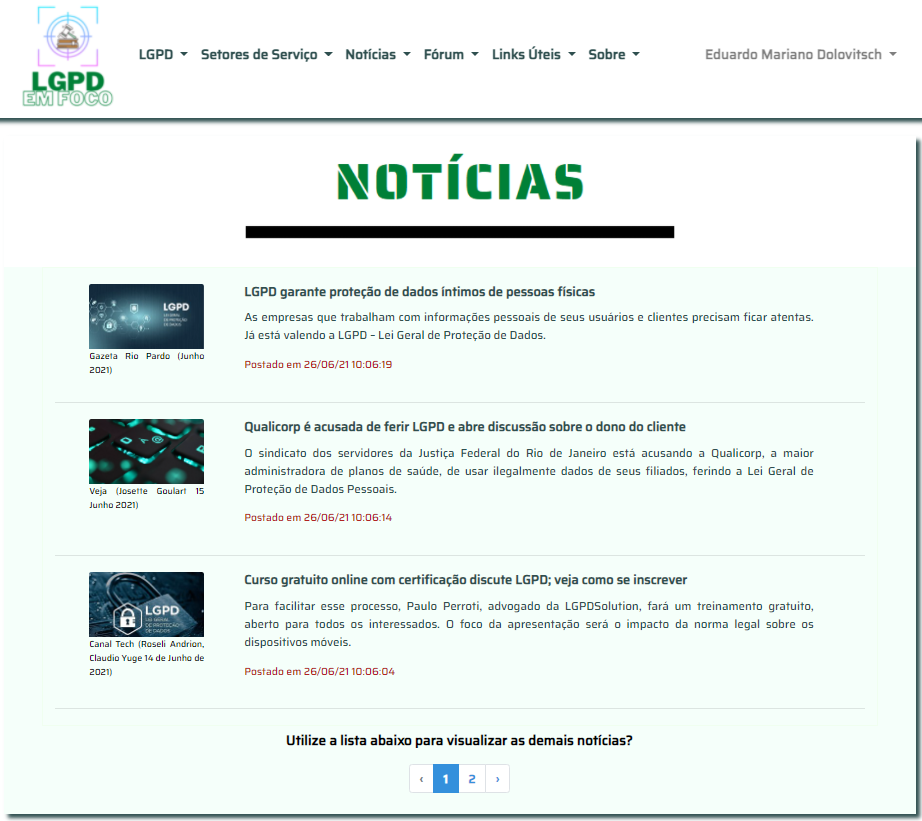 LGPD
EM FOCO
LGPD Setores de Serviço Notícias Fórum Links Úteis Sobre Eduardo Mariano Dolovitsch
NOTÍCIAS
LGPD
LGPD garante proteção de dados íntimos de pessoas físicas
As empresas que trabalham com informações pessoais de seus usuários e clientes precisam ficar atentas.
Já está valendo a LGPD – Lei Geral de Proteção de Dados.
Gazeta Rio Pardo (Junho
2021)
Postado em 26/06/21 10:06:19
Qualicorp é acusada de ferir LGPD e abre discussão sobre o dono do cliente
O sindicato dos servidores da Justiça Federal do Rio de Janeiro está acusando a Qualicorp, a maior
administradora de planos de saúde, de usar ilegalmente dados de seus filiados, ferindo a Lei Geral de
Proteção de Dados Pessoais.
Veja (Josette Goulart 15
Junho 2021)
Postado em 26/06/21 10:06:14
Curso gratuito online com certificação discute LGPD; veja como se inscrever
Para facilitar esse processo, Paulo Perroti, advogado da LGPDSolution, fará um treinamento gratuito,
aberto para todos os interessados. O foco da apresentação será o impacto da norma legal sobre os
dispositivos móveis.
LGPD
LEI GERAL
DE PROTEÇÃO
DE DADOS
Canal Tech (Roseli Andrion,
Claudio Yuge 14 de Junho de
2021)
Postado em 26/06/21 10:06:04
Utilize a lista abaixo para visualizar as demais notícias?
‹ 1 2 ›